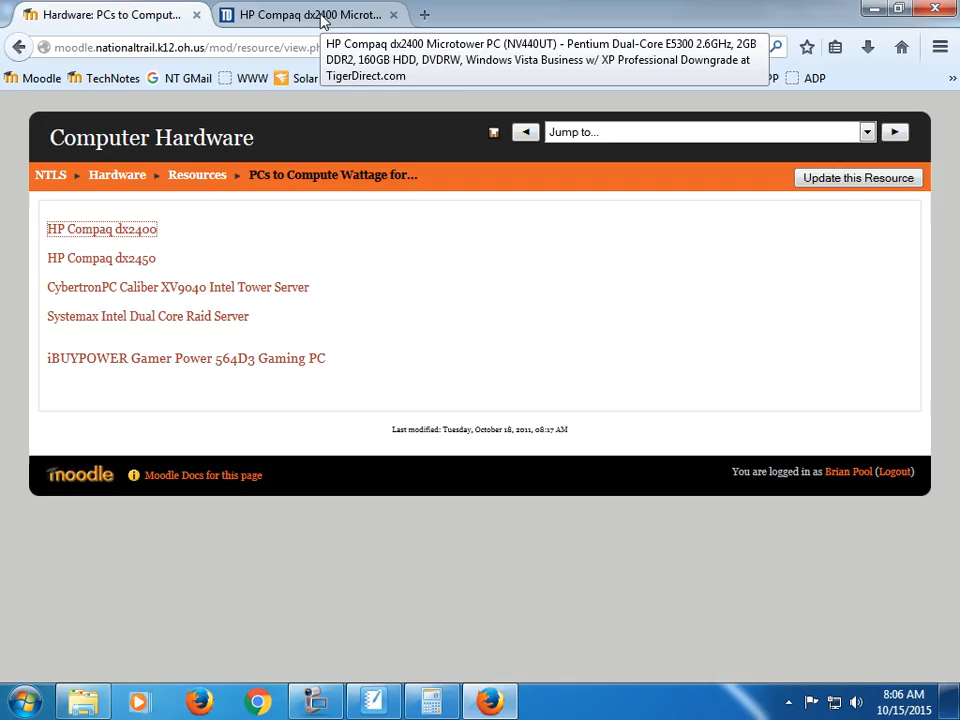 Hardware: PCs to Comput...
HP Compaq dx2400 Microt...
moodle.nationaltrail.k12.oh.us/mod/resource/view.ph
HP Compaq dx2400 Microtower PC (NV440UT) - Pentium Dual-Core E5300 2.6GHz, 2GB
DDR2, 160GB HDD, DVDRW, Windows Vista Business w/ XP Professional Downgrade at
TigerDirect.com
Moodle
TechNotes
NT GMail
WWW
Solar
PP
ADP
Computer Hardware
Jump to...
NTLS ► Hardware ► Resources ► PCs to Compute Wattage for...
Update this Resource
HP Compaq dx2400
HP Compaq dx2450
CybertronPC Caliber XV9040 Intel Tower Server
Systemax Intel Dual Core Raid Server
iBUYPOWER Gamer Power 564D3 Gaming PC
Last modified: Tuesday, October 18, 2011, 08:17 AM
moodle
Moodle Docs for this page
You are logged in as Brian Pool (Logout)
8:06 AM
10/15/2015